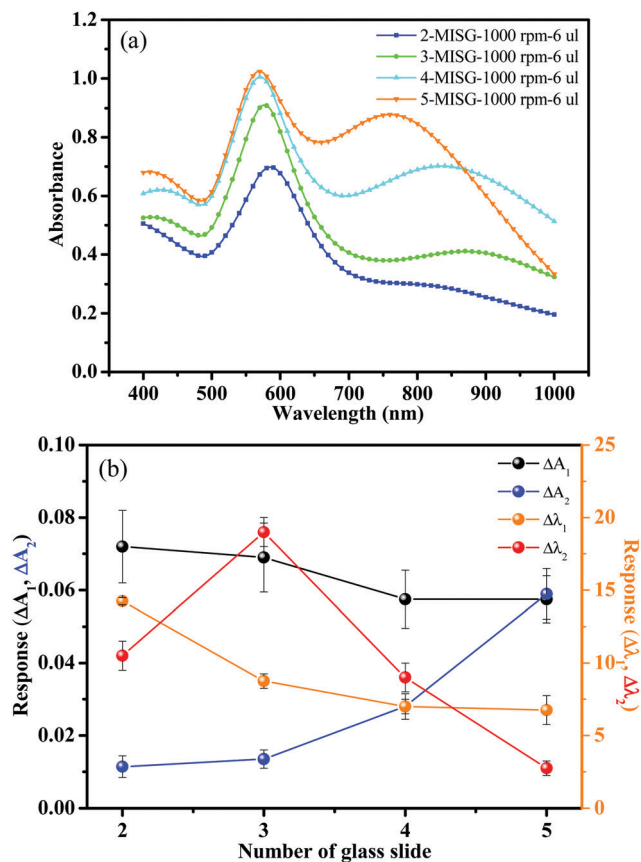 (a)
2-MISG-1000 rpm-6 ul
3-MISG-1000 rpm-6 ul
4-MISG-1000 rpm-6 ul
5-MISG-1000 rpm-6 ul
Absorbance
1.2
1.0
0.8
0.6
0.4
0.2
0.0
400 500 600 700 800 900 1000
Wavelength (nm)
(b)
ΔA₁
ΔA₂
Δλ₁
Δλ₂
Response (ΔA₁, ΔA₂)
0.10
0.08
0.06
0.04
0.02
0.00
25
20
15
10
5
0
Response (Δλ₁, Δλ₂)
2 3 4 5
Number of glass slide